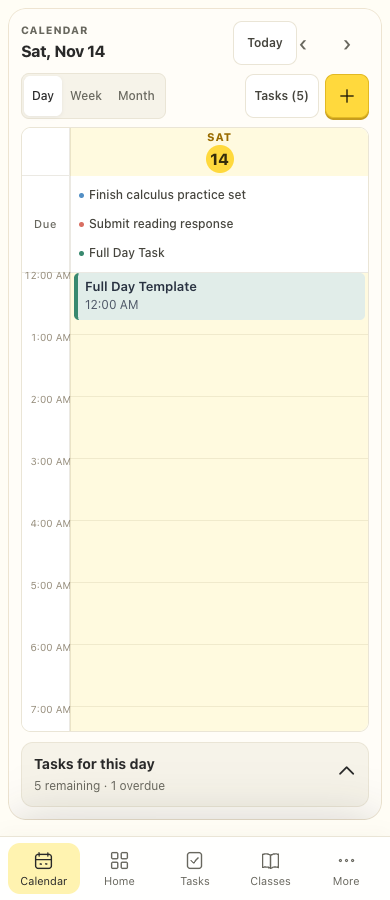 CALENDAR
Sat, Nov 14
Today
Day Week Month
Tasks (5)
SAT
14
Due
Finish calculus practice set
Submit reading response
Full Day Task
12:00 AM
Full Day Template
12:00 AM
1:00 AM
2:00 AM
3:00 AM
4:00 AM
5:00 AM
6:00 AM
7:00 AM
Tasks for this day
5 remaining · 1 overdue
Calendar Home Tasks Classes More